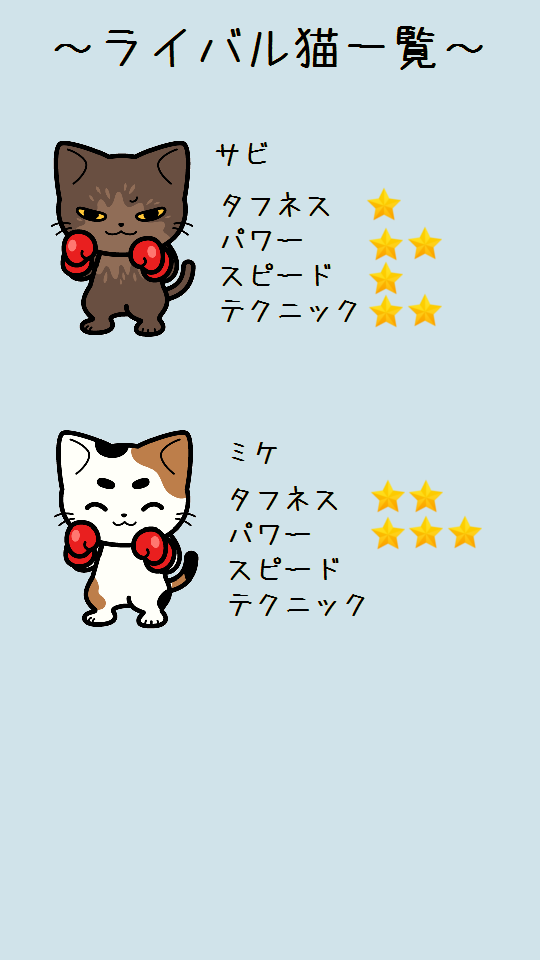 ～ライバル猫一覧～
サビ
タフネス ⭐
パワー ⭐⭐
スピード ⭐
テクニック ⭐⭐
ミケ
タフネス ⭐⭐
パワー ⭐⭐⭐
スピード
テクニック